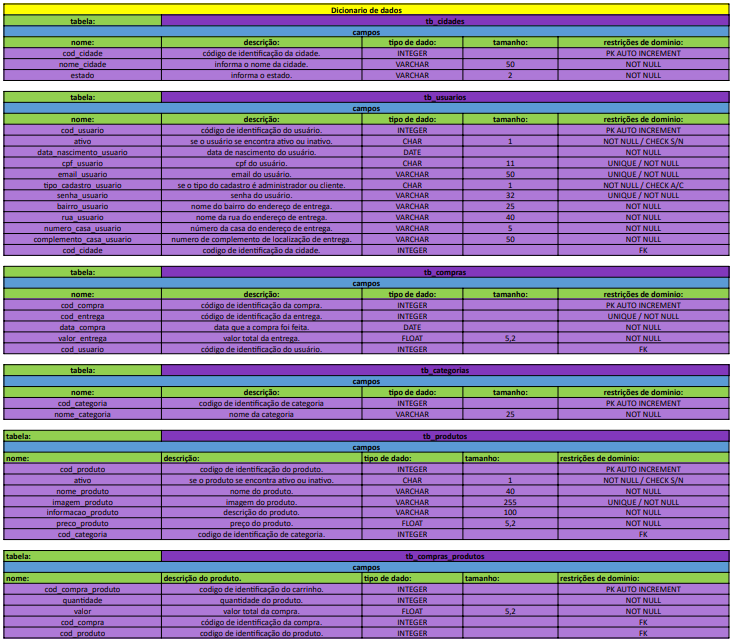 Dicionario de dados
tabela: tb_cidades
campos
nome: descrição: tipo de dado: tamanho: restrições de dominio:
cod_cidade código de identificação da cidade. INTEGER PK AUTO INCREMENT
nome_cidade informa o nome da cidade. VARCHAR 50 NOT NULL
estado informa o estado. VARCHAR 2 NOT NULL
tabela: tb_usuarios
campos
nome: descrição: tipo de dado: tamanho: restrições de dominio:
cod_usuario código de identificação do usuário. INTEGER PK AUTO INCREMENT
ativo se o usuário se encontra ativo ou inativo. CHAR 1 NOT NULL / CHECK S/N
data_nascimento_usuario data de nascimento do usuário. DATE NOT NULL
cpf_usuario cpf do usuário. CHAR 11 UNIQUE / NOT NULL
email_usuario email do usuário. VARCHAR 50 UNIQUE / NOT NULL
tipo_cadastro_usuario se o tipo do cadastro é administrador ou cliente. CHAR 1 NOT NULL / CHECK A/C
senha_usuario senha do usuário. VARCHAR 32 UNIQUE / NOT NULL
bairro_usuario nome do bairro do endereço de entrega. VARCHAR 25 NOT NULL
rua_usuario nome da rua do endereço de entrega. VARCHAR 40 NOT NULL
numero_casa_usuario número da casa do endereço de entrega. VARCHAR 5 NOT NULL
complemento_casa_usuario numero de complemento de localização de entrega. VARCHAR 50 NOT NULL
cod_cidade codigo de identificação da cidade. INTEGER FK
tabela: tb_compras
campos
nome: descrição: tipo de dado: tamanho: restrições de dominio:
cod_compra código de identificação da compra. INTEGER PK AUTO INCREMENT
cod_entrega código de identificação da entrega. INTEGER UNIQUE / NOT NULL
data_compra data que a compra foi feita. DATE NOT NULL
valor_entrega valor total da entrega. FLOAT 5,2 NOT NULL
cod_usuario código de identificação do usuário. INTEGER FK
tabela: tb_categorias
campos
nome: descrição: tipo de dado: tamanho: restrições de dominio:
cod_categoria codigo de identificação de categoria INTEGER PK AUTO INCREMENT
nome_categoria nome da categoria VARCHAR 25 NOT NULL
tabela: tb_produtos
campos
nome: descrição: tipo de dado: tamanho: restrições de dominio:
cod_produto codigo de identificação do produto. INTEGER PK AUTO INCREMENT
ativo se o produto se encontra ativo ou inativo. CHAR 1 NOT NULL / CHECK S/N
nome_produto nome do produto. VARCHAR 40 NOT NULL
imagem_produto imagem do produto. VARCHAR 255 UNIQUE / NOT NULL
informacao_produto descrição do produto. VARCHAR 100 NOT NULL
preco_produto preço do produto. FLOAT 5,2 NOT NULL
cod_categoria codigo de identificação de categoria. INTEGER FK
tabela: tb_compras_produtos
campos
nome: descrição do produto. tipo de dado: tamanho: restrições de dominio:
cod_compra_produto codigo de identificação do carrinho. INTEGER PK AUTO INCREMENT
quantidade quantidade do produto. INTEGER NOT NULL
valor valor total da compra. FLOAT 5,2 NOT NULL
cod_compra código de identificação da compra. INTEGER FK
cod_produto código de identificação do produto. INTEGER FK